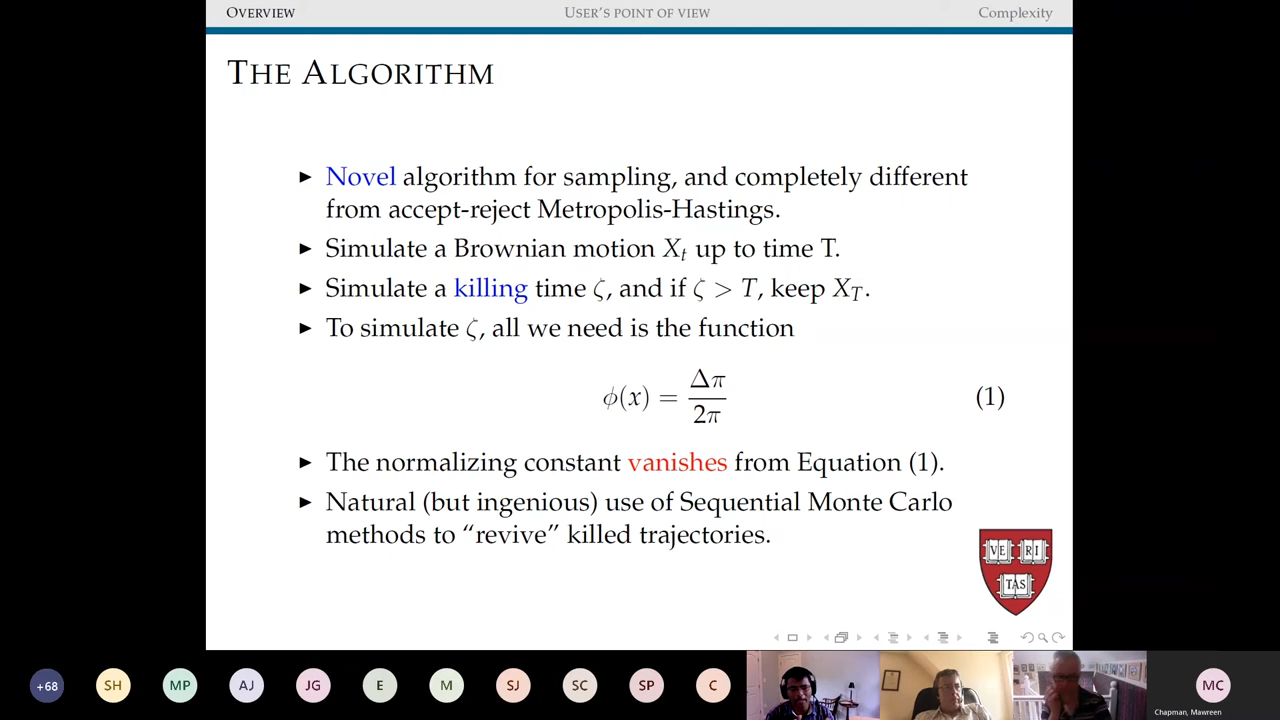 OVERVIEW USER'S POINT OF VIEW Complexity
THE ALGORITHM
► Novel algorithm for sampling, and completely different
from accept-reject Metropolis-Hastings.
► Simulate a Brownian motion Xₜ up to time T.
► Simulate a killing time ζ, and if ζ > T, keep X_T.
► To simulate ζ, all we need is the function
ϕ(x) = Δπ / 2π (1)
► The normalizing constant vanishes from Equation (1).
► Natural (but ingenious) use of Sequential Monte Carlo
methods to “revive” killed trajectories.
VE RI
TAS
+68 SH MP AJ JG E M SJ SC SP C MC
Chapman, Mawreen